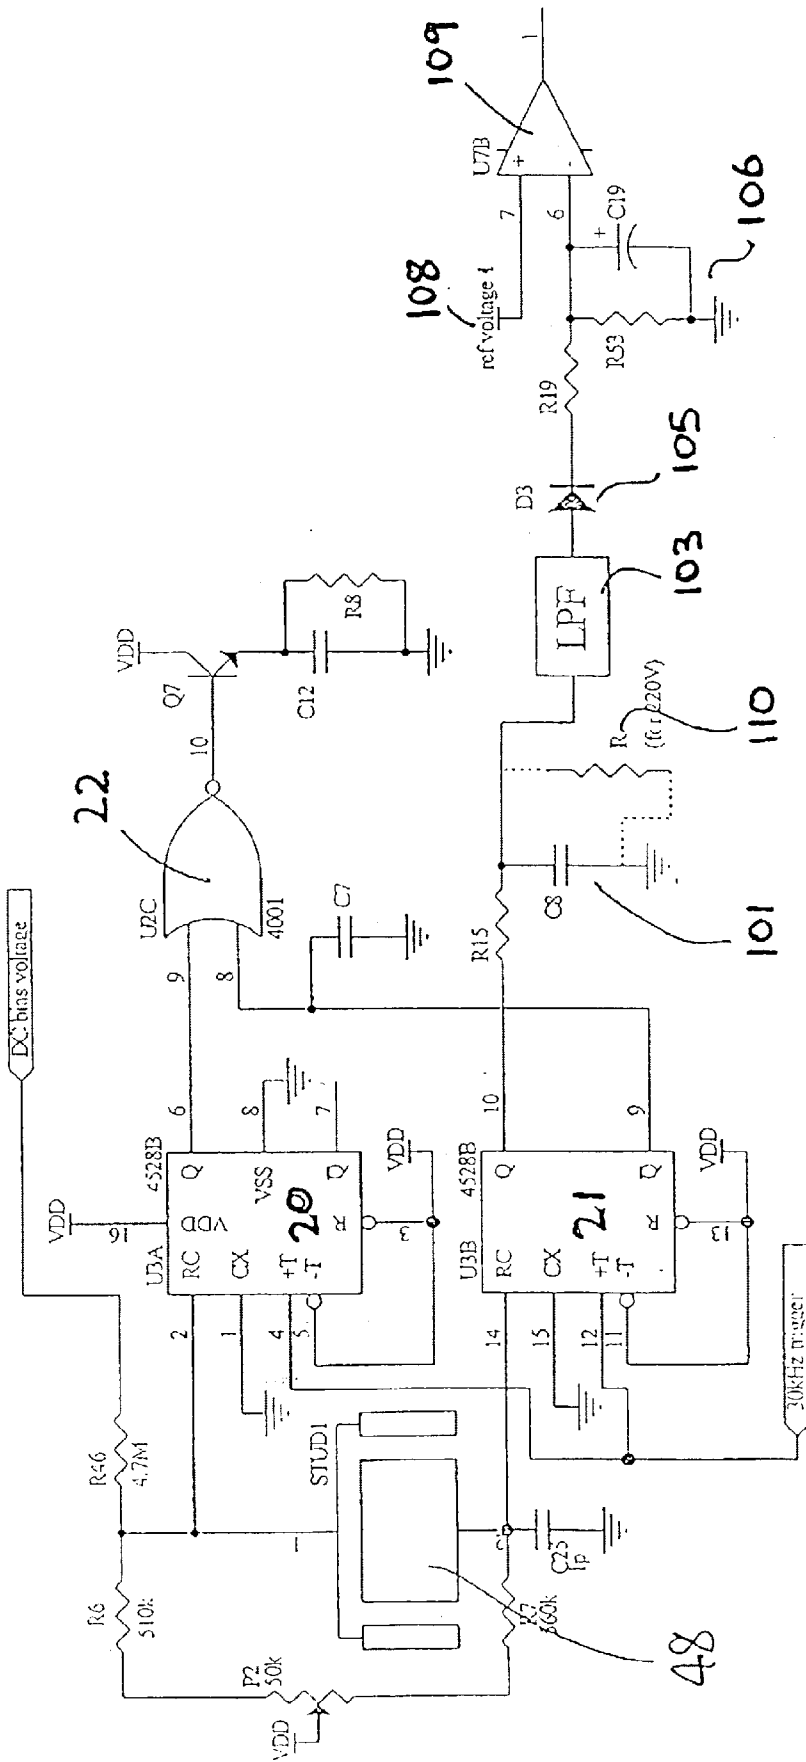 DC bias voltage
R46
4.7M
R6
510k
P2
50k
VDD
VDD
16
U3A
4528B
RC
VDD
Q
CX
VSS
+T
-T
R
Q
20
2
1
4
5
6
8
7
3
VDD
9
8
U2C
4001
22
10
Q7
VDD
C12
R8
C7
STUD1
1
48
R7
C25
1p
14
15
12
11
U3B
4528B
RC
Q
CX
+T
-T
R
Q
21
10
9
13
VDD
30kHz trigger
R15
C8
101
R
(for 220V)
110
LPF
103
D3
105
R19
R53
C19
+
106
ref voltage 1
108
7
6
U7B
+
-
109
1